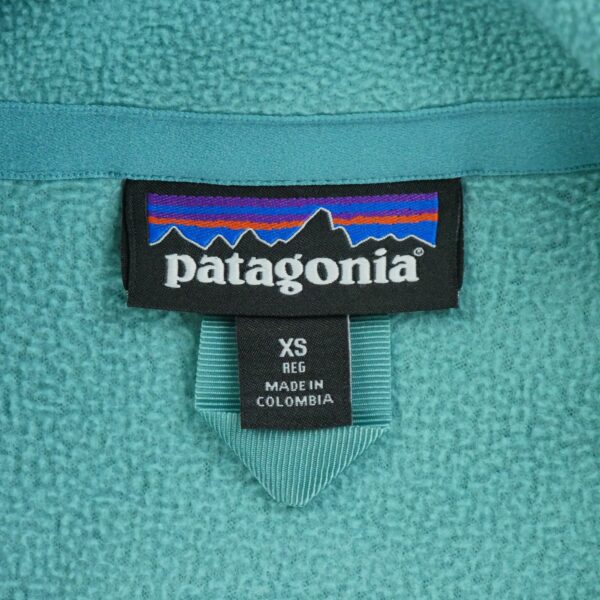 patagonia®
XS
REG
MADE IN
COLOMBIA